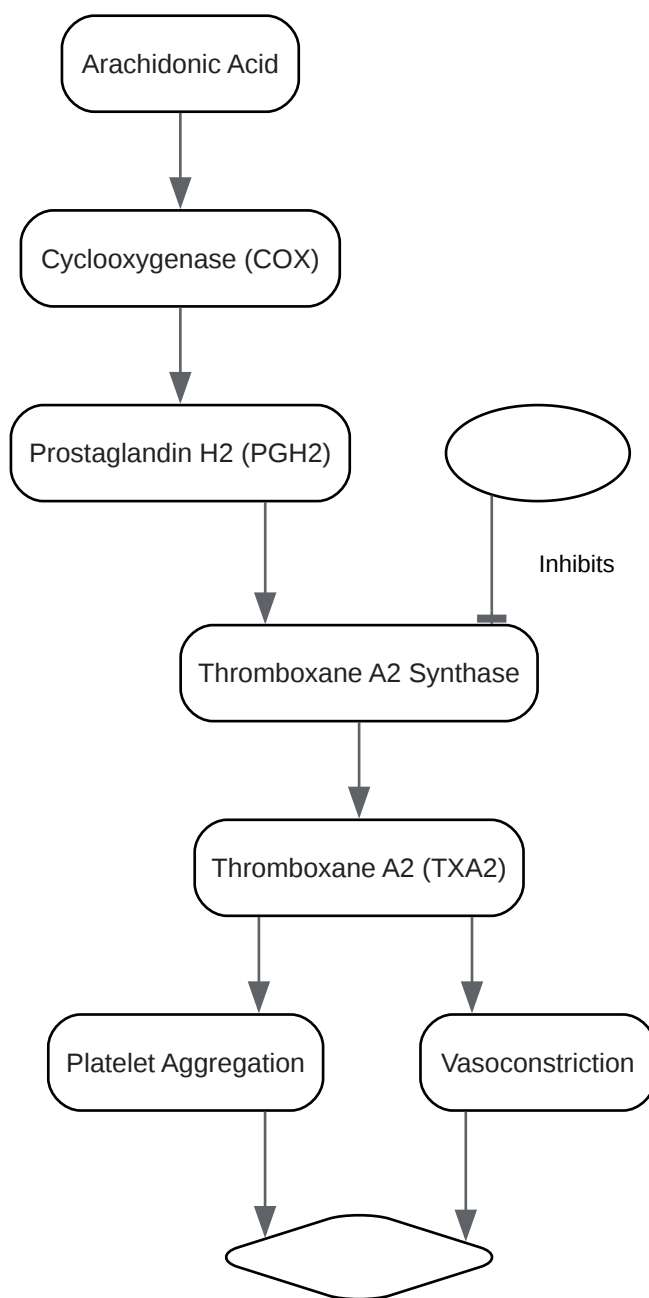 Arachidonic Acid
Cyclooxygenase (COX)
Prostaglandin H2 (PGH2)
Inhibits
Thromboxane A2 Synthase
Thromboxane A2 (TXA2)
Platelet Aggregation
Vasoconstriction